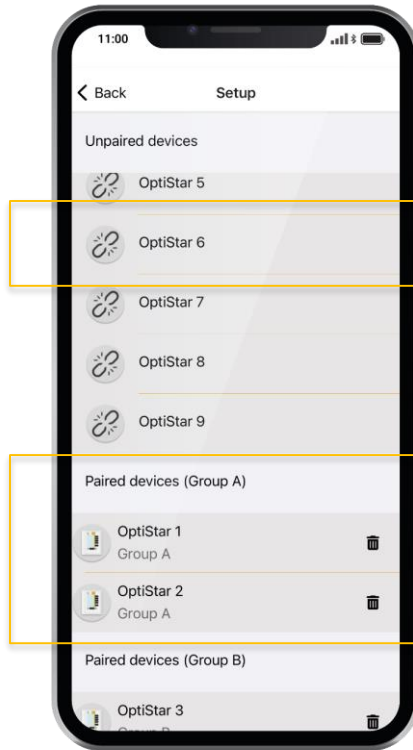 11:00
Back
Setup
Unpaired devices
OptiStar 5
OptiStar 6
OptiStar 7
OptiStar 8
OptiStar 9
Paired devices (Group A)
OptiStar 1
Group A
OptiStar 2
Group A
Paired devices (Group B)
OptiStar 3